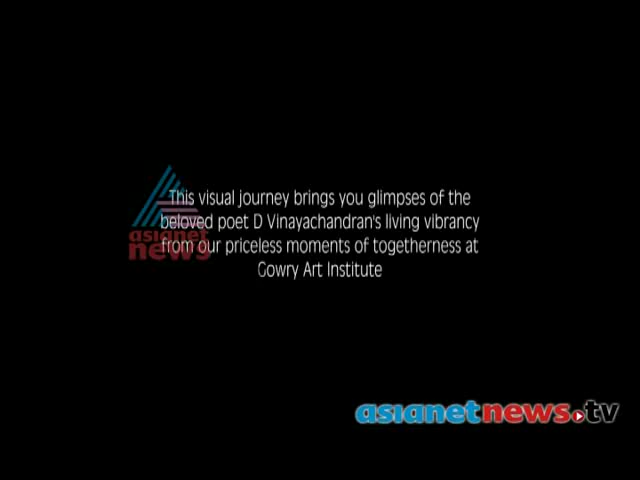 This visual journey brings you glimpses of the
beloved poet D Vinayachandran's living vibrancy
from our priceless moments of togetherness at
Gowry Art Institute
asianet
news
asianetnews.tv